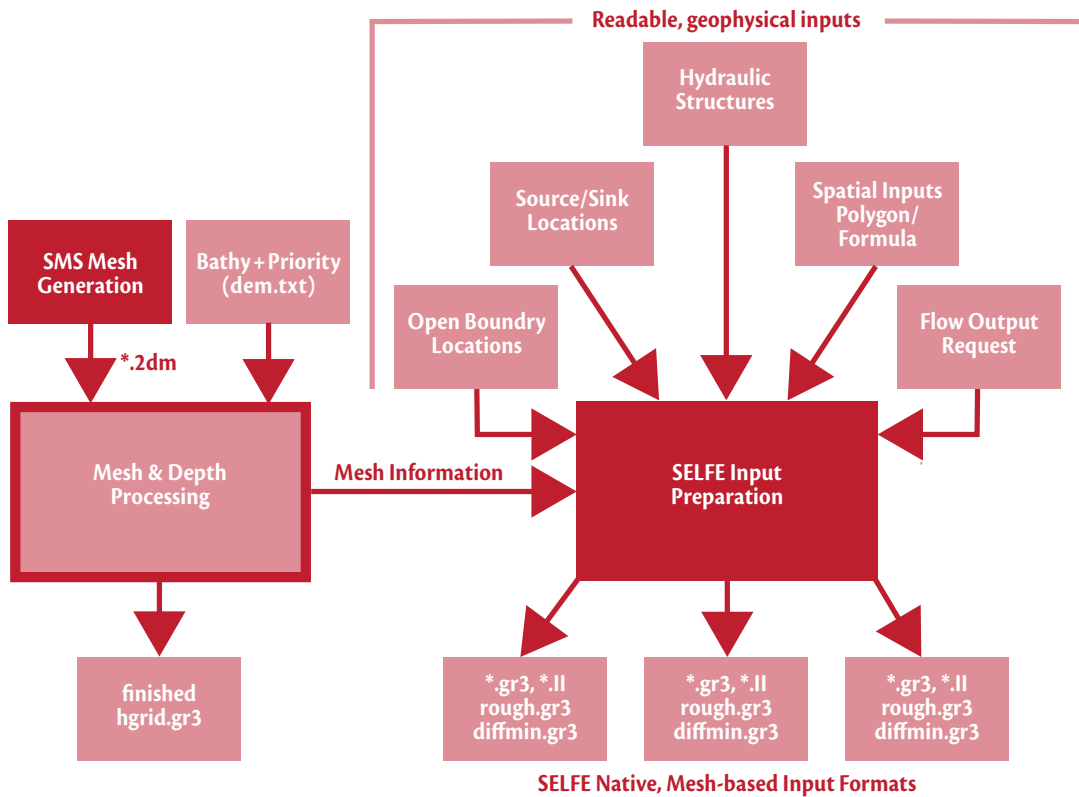 Readable, geophysical inputs
Hydraulic
Structures
Source/Sink
Locations
Spatial Inputs
Polygon/
Formula
SMS Mesh
Generation
Bathy + Priority
(dem.txt)
Open Boundry
Locations
Flow Output
Request
*.2dm
Mesh & Depth
Processing
Mesh Information
SELFE Input
Preparation
finished
hgrid.gr3
*.gr3, *.ll
rough.gr3
diffmin.gr3
*.gr3, *.ll
rough.gr3
diffmin.gr3
*.gr3, *.ll
rough.gr3
diffmin.gr3
SELFE Native, Mesh-based Input Formats